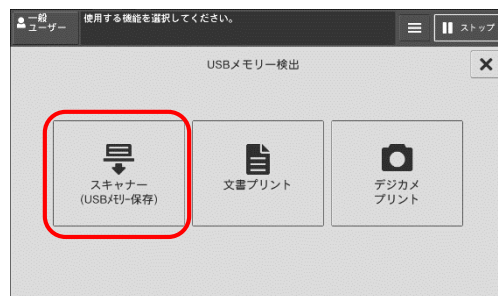 一般
ユーザー
使用する機能を選択してください。
ストップ
USBメモリー検出
スキャナー
(USBﾒﾓﾘｰ保存)
文書プリント
デジカメ
プリント